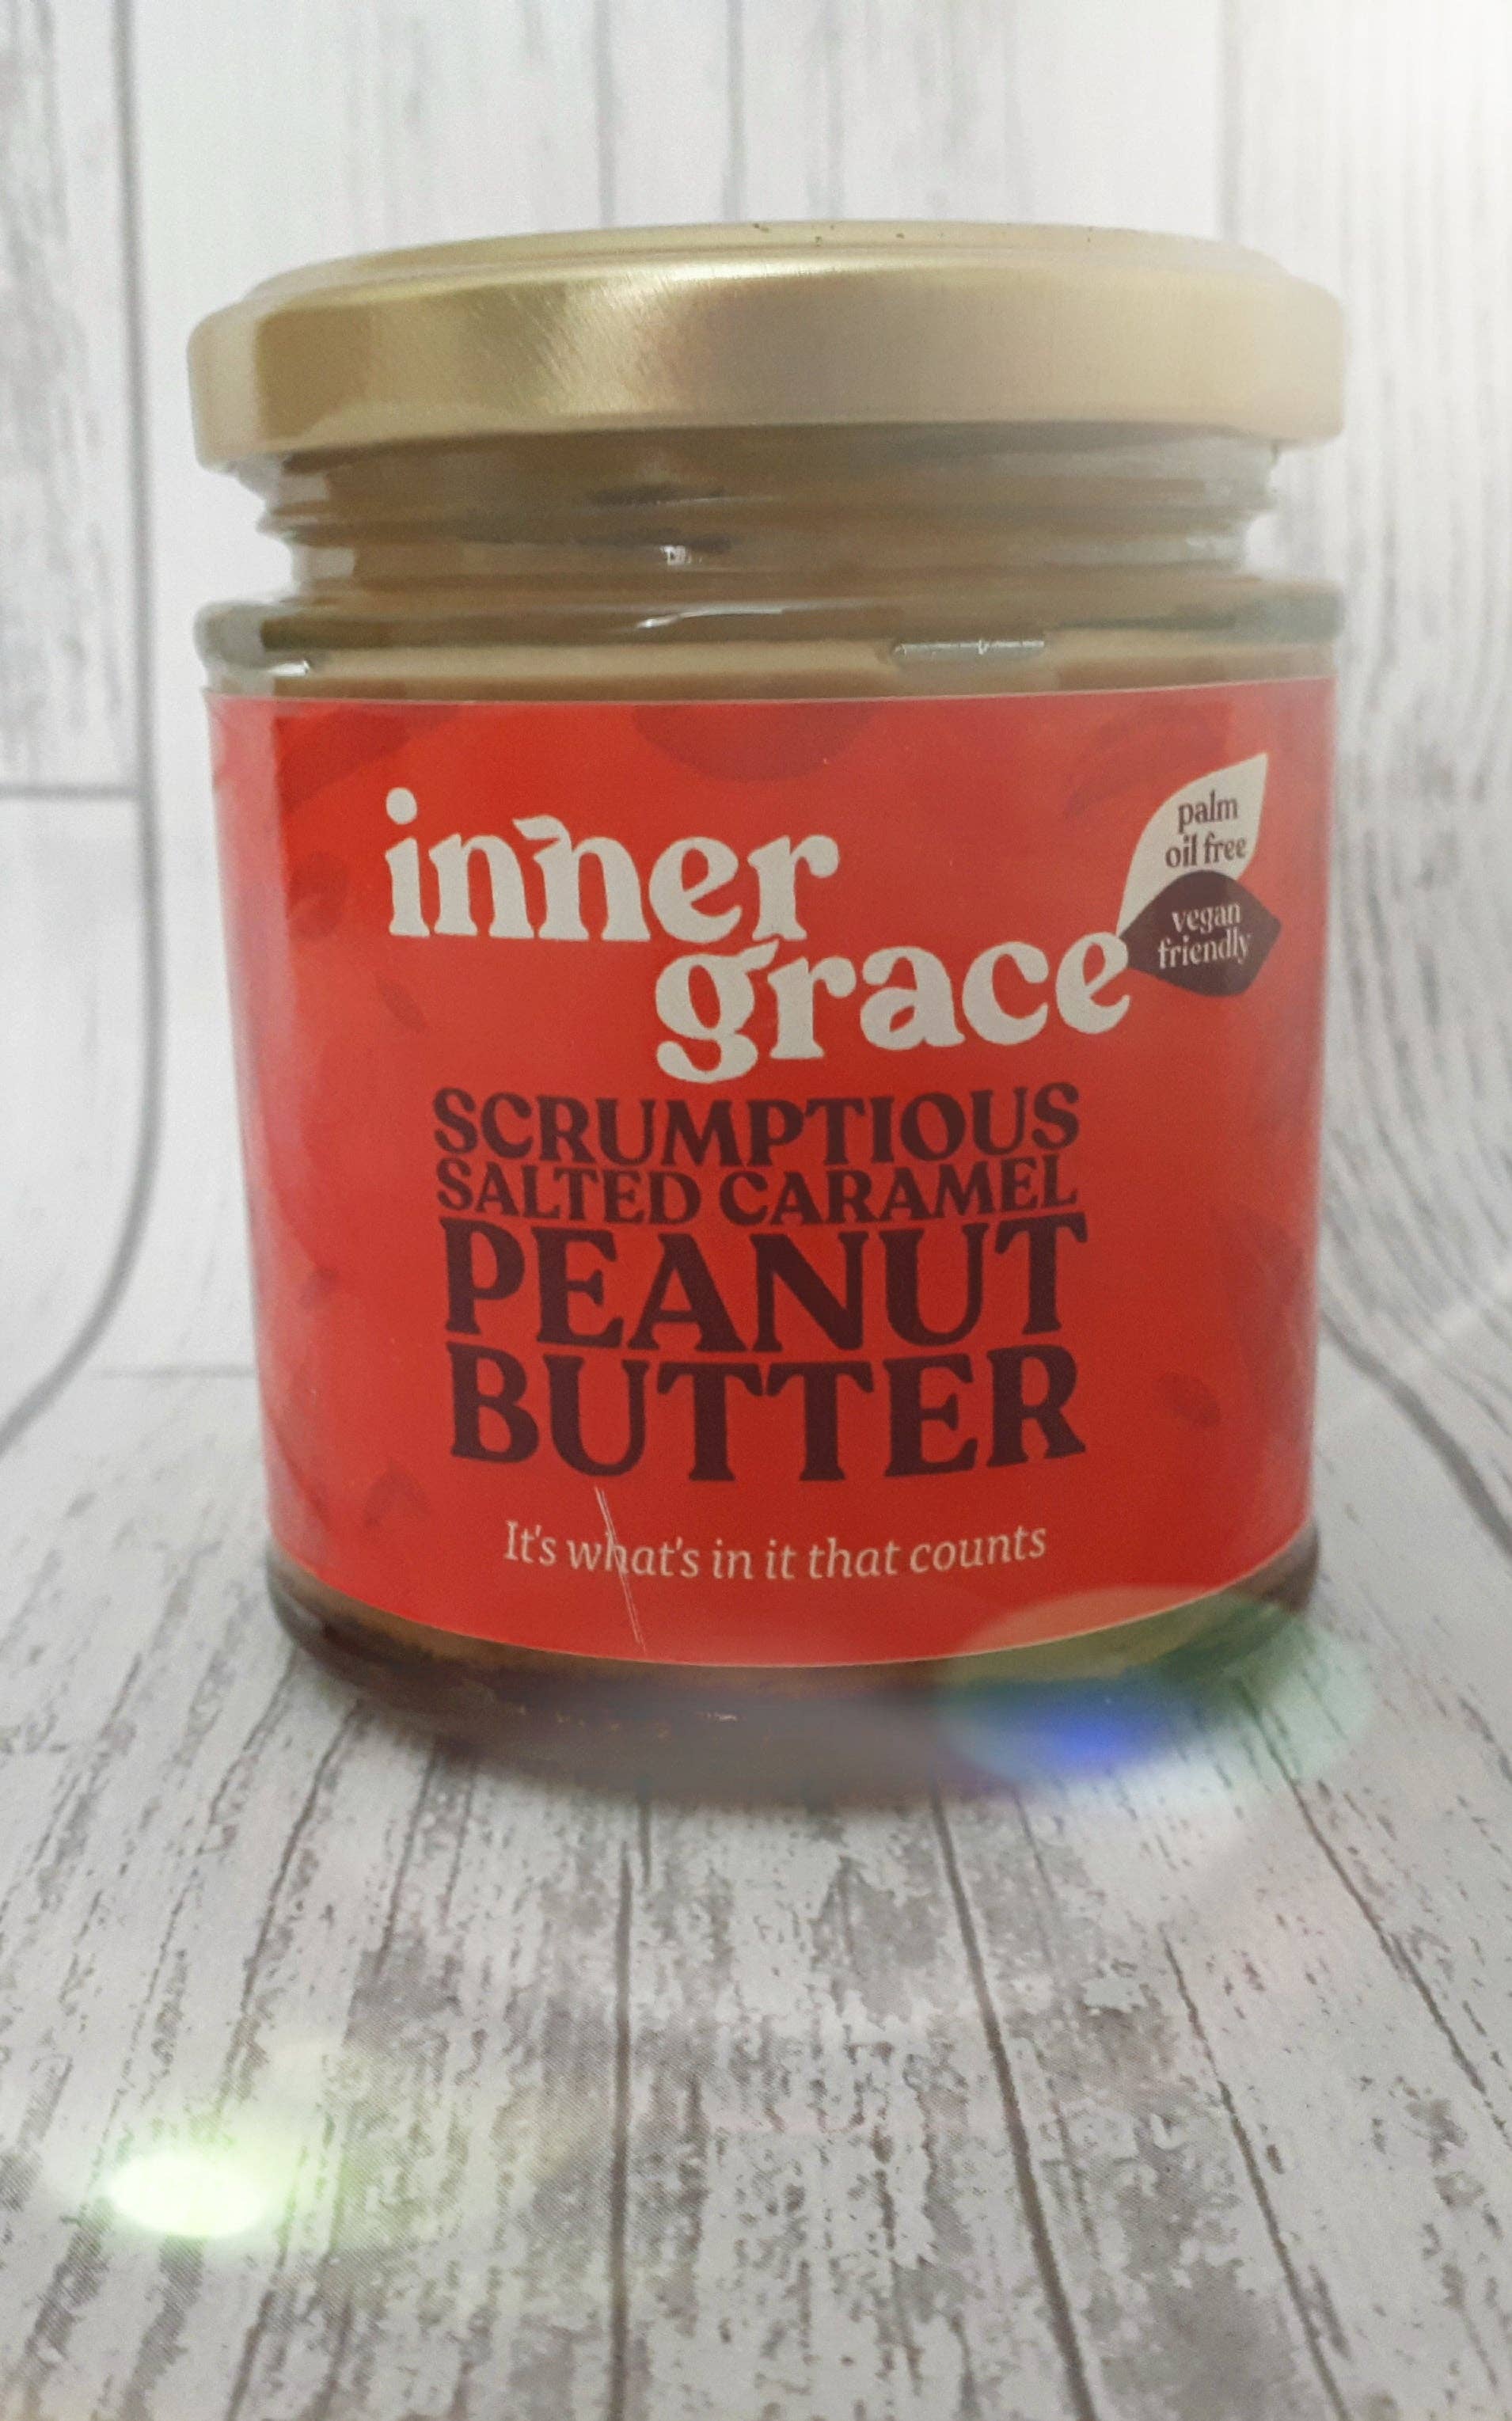 inner
grace
palm
oil free
vegan
friendly
SCRUMPTIOUS
SALTED CARAMEL
PEANUT
BUTTER
It's what's in it that counts